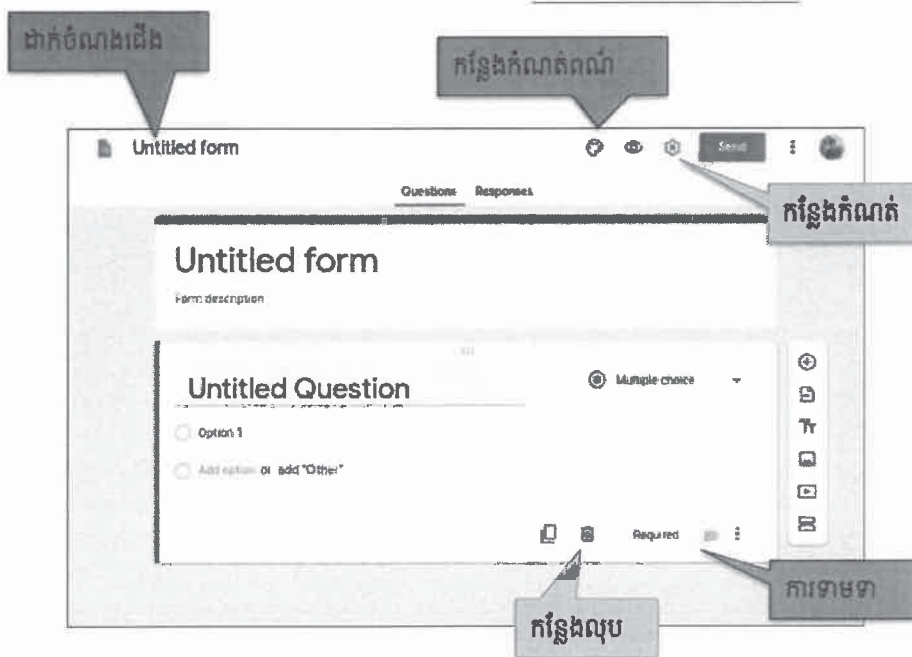 ដាក់ចំណងជើង
កន្លែងកំណត់ពណ៌
Untitled form
Send
Questions Responses
កន្លែងកំណត់
Untitled form
Form description
Untitled Question
Multiple choice
Option 1
Add option or add "Other"
Tr
Required
ការទាមទា
កន្លែងលុប